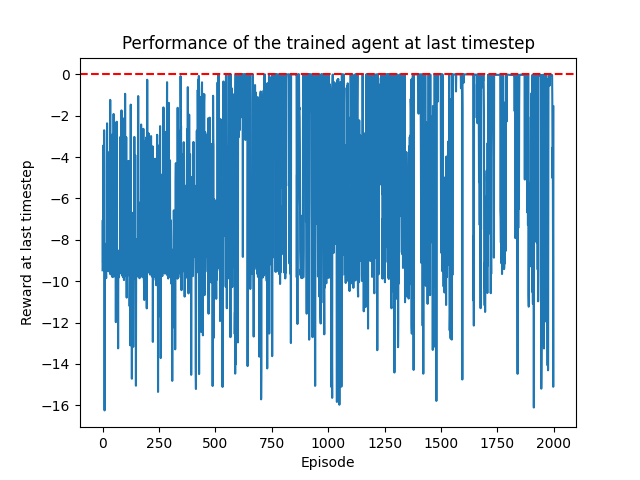 Performance of the trained agent at last timestep
0
−2
−4
−6
−8
−10
−12
−14
−16
Reward at last timestep
0 250 500 750 1000 1250 1500 1750 2000
Episode